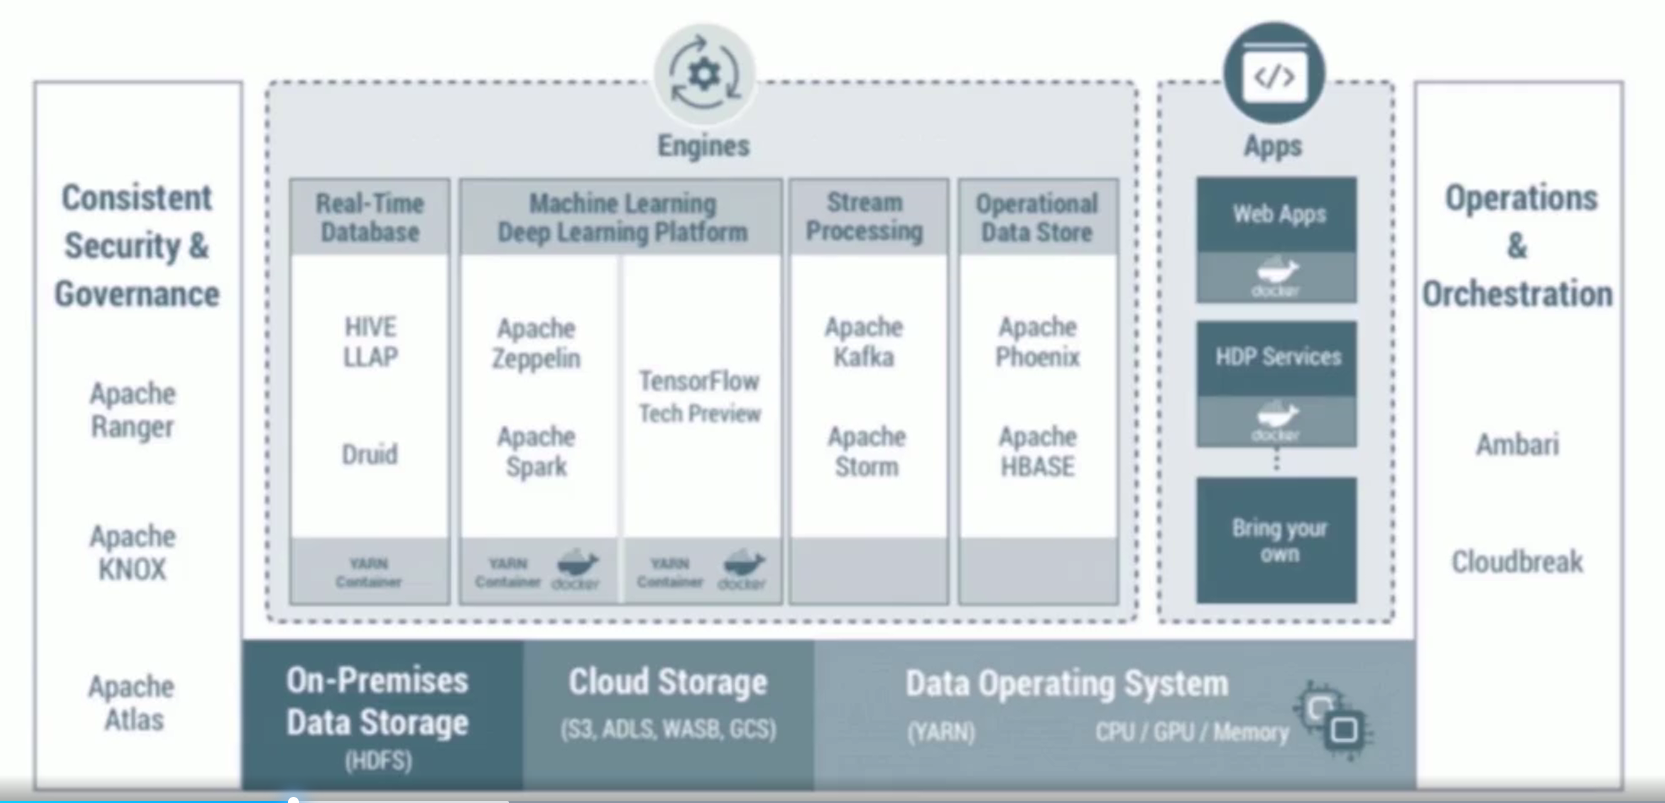 Consistent
Security &
Governance
Apache
Ranger
Apache
KNOX
Apache
Atlas
Engines
Real-Time
Database
HIVE
LLAP
Druid
YARN
Container
Machine Learning
Deep Learning Platform
Apache
Zeppelin
Apache
Spark
YARN
Container
docker
TensorFlow
Tech Preview
YARN
Container
docker
Stream
Processing
Apache
Kafka
Apache
Storm
Operational
Data Store
Apache
Phoenix
Apache
HBASE
Apps
Web Apps
docker
HDP Services
docker
Bring your
own
Operations
&
Orchestration
Ambari
Cloudbreak
On-Premises
Data Storage
(HDFS)
Cloud Storage
(S3, ADLS, WASB, GCS)
Data Operating System
(YARN)
CPU / GPU / Memory